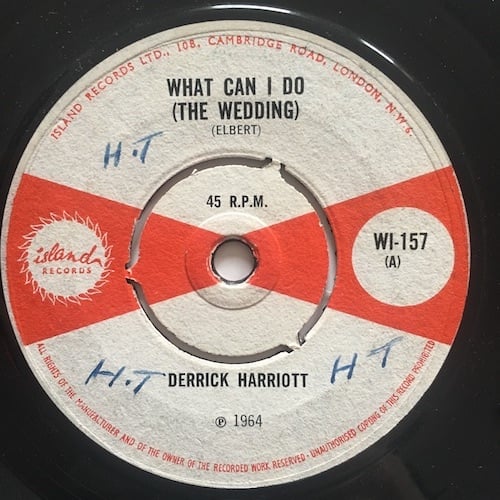 ISLAND RECORDS LTD., 108, CAMBRIDGE ROAD, LONDON, N.W.6.
WHAT CAN I DO
(THE WEDDING)
(ELBERT)
H.T
45 R.P.M.
island
RECORDS
WI-157
(A)
H.T
DERRICK HARRIOTT
H T
℗ 1964
ALL RIGHTS OF THE MANUFACTURER AND OF THE OWNER OF THE RECORDED WORK RESERVED. UNAUTHORISED COPYING OF THIS RECORD PROHIBITED